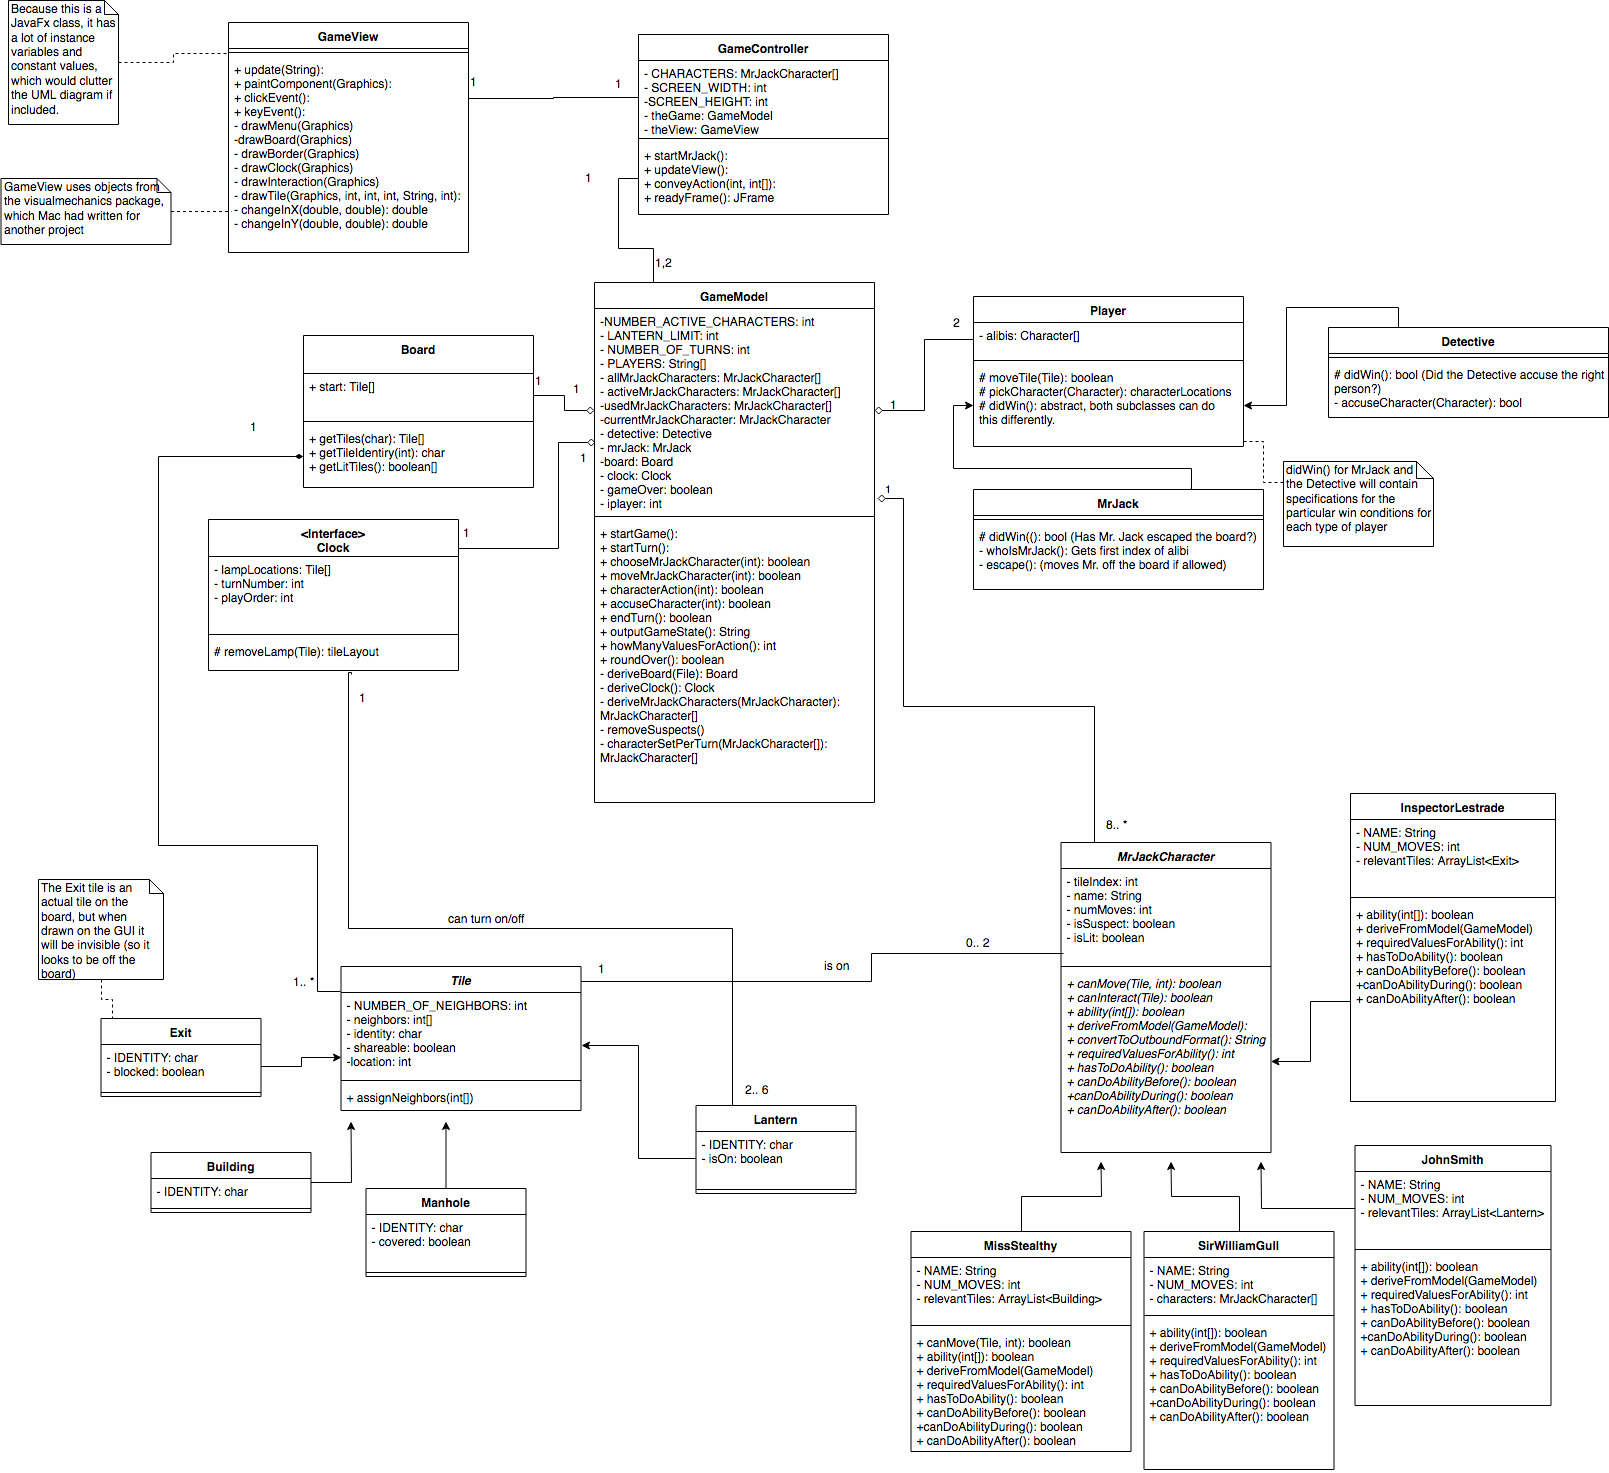 Because this is a
JavaFx class, it has
a lot of instance
variables and
constant values,
which would clutter
the UML diagram if
included.
GameView uses objects from
the visualmechanics package,
which Mac had written for
another project
GameView
+ update(String):
+ paintComponent(Graphics):
+ clickEvent():
+ keyEvent():
- drawMenu(Graphics)
-drawBoard(Graphics)
- drawBorder(Graphics)
- drawClock(Graphics)
- drawInteraction(Graphics)
- drawTile(Graphics, int, int, int, String, int):
- changeInX(double, double): double
- changeInY(double, double): double
1
1
GameController
- CHARACTERS: MrJackCharacter[]
- SCREEN_WIDTH: int
-SCREEN_HEIGHT: int
- theGame: GameModel
- theView: GameView
+ startMrJack():
+ updateView():
+ conveyAction(int, int[]):
+ readyFrame(): JFrame
1
1,2
GameModel
-NUMBER_ACTIVE_CHARACTERS: int
- LANTERN_LIMIT: int
- NUMBER_OF_TURNS: int
- PLAYERS: String[]
- allMrJackCharacters: MrJackCharacter[]
- activeMrJackCharacters: MrJackCharacter[]
-usedMrJackCharacters: MrJackCharacter[]
-currentMrJackCharacter: MrJackCharacter
- detective: Detective
- mrJack: MrJack
-board: Board
- clock: Clock
- gameOver: boolean
- iplayer: int
+ startGame():
+ startTurn():
+ chooseMrJackCharacter(int): boolean
+ moveMrJackCharacter(int): boolean
+ characterAction(int): boolean
+ accuseCharacter(int): boolean
+ endTurn(): boolean
+ outputGameState(): String
+ howManyValuesForAction(): int
+ roundOver(): boolean
- deriveBoard(File): Board
- deriveClock(): Clock
- deriveMrJackCharacters(MrJackCharacter):
MrJackCharacter[]
- removeSuspects()
- characterSetPerTurn(MrJackCharacter[]):
MrJackCharacter[]
Board
+ start: Tile[]
+ getTiles(char): Tile[]
+ getTileIdentiry(int): char
+ getLitTiles(): boolean[]
1
1
1
<Interface>
Clock
- lampLocations: Tile[]
- turnNumber: int
- playOrder: int
# removeLamp(Tile): tileLayout
1
1
1
2
1
1
Player
- alibis: Character[]
# moveTile(Tile): boolean
# pickCharacter(Character): characterLocations
# didWin(): abstract, both subclasses can do
this differently.
Detective
# didWin(): bool (Did the Detective accuse the right
person?)
- accuseCharacter(Character): bool
didWin() for MrJack and
the Detective will contain
specifications for the
particular win conditions for
each type of player
MrJack
# didWin((): bool (Has Mr. Jack escaped the board?)
- whoIsMrJack(): Gets first index of alibi
- escape(): (moves Mr. off the board if allowed)
8.. *
MrJackCharacter
- tileIndex: int
- name: String
- numMoves: int
- isSuspect: boolean
- isLit: boolean
+ canMove(Tile, int): boolean
+ canInteract(Tile): boolean
+ ability(int[]): boolean
+ deriveFromModel(GameModel):
+ convertToOutboundFormat(): String
+ requiredValuesForAbility(): int
+ hasToDoAbility(): boolean
+ canDoAbilityBefore(): boolean
+canDoAbilityDuring(): boolean
+ canDoAbilityAfter(): boolean
InspectorLestrade
- NAME: String
- NUM_MOVES: int
- relevantTiles: ArrayList<Exit>
+ ability(int[]): boolean
+ deriveFromModel(GameModel)
+ requiredValuesForAbility(): int
+ hasToDoAbility(): boolean
+ canDoAbilityBefore(): boolean
+canDoAbilityDuring(): boolean
+ canDoAbilityAfter(): boolean
The Exit tile is an
actual tile on the
board, but when
drawn on the GUI it
will be invisible (so it
looks to be off the
board)
can turn on/off
0.. 2
is on
1
1.. *
Tile
- NUMBER_OF_NEIGHBORS: int
- neighbors: int[]
- identity: char
- shareable: boolean
-location: int
+ assignNeighbors(int[])
Exit
- IDENTITY: char
- blocked: boolean
2.. 6
Lantern
- IDENTITY: char
- isOn: boolean
Building
- IDENTITY: char
Manhole
- IDENTITY: char
- covered: boolean
MissStealthy
- NAME: String
- NUM_MOVES: int
- relevantTiles: ArrayList<Building>
+ canMove(Tile, int): boolean
+ ability(int[]): boolean
+ deriveFromModel(GameModel)
+ requiredValuesForAbility(): int
+ hasToDoAbility(): boolean
+ canDoAbilityBefore(): boolean
+canDoAbilityDuring(): boolean
+ canDoAbilityAfter(): boolean
SirWilliamGull
- NAME: String
- NUM_MOVES: int
- characters: MrJackCharacter[]
+ ability(int[]): boolean
+ deriveFromModel(GameModel)
+ requiredValuesForAbility(): int
+ hasToDoAbility(): boolean
+ canDoAbilityBefore(): boolean
+canDoAbilityDuring(): boolean
+ canDoAbilityAfter(): boolean
JohnSmith
- NAME: String
- NUM_MOVES: int
- relevantTiles: ArrayList<Lantern>
+ ability(int[]): boolean
+ deriveFromModel(GameModel)
+ requiredValuesForAbility(): int
+ hasToDoAbility(): boolean
+ canDoAbilityBefore(): boolean
+canDoAbilityDuring(): boolean
+ canDoAbilityAfter(): boolean